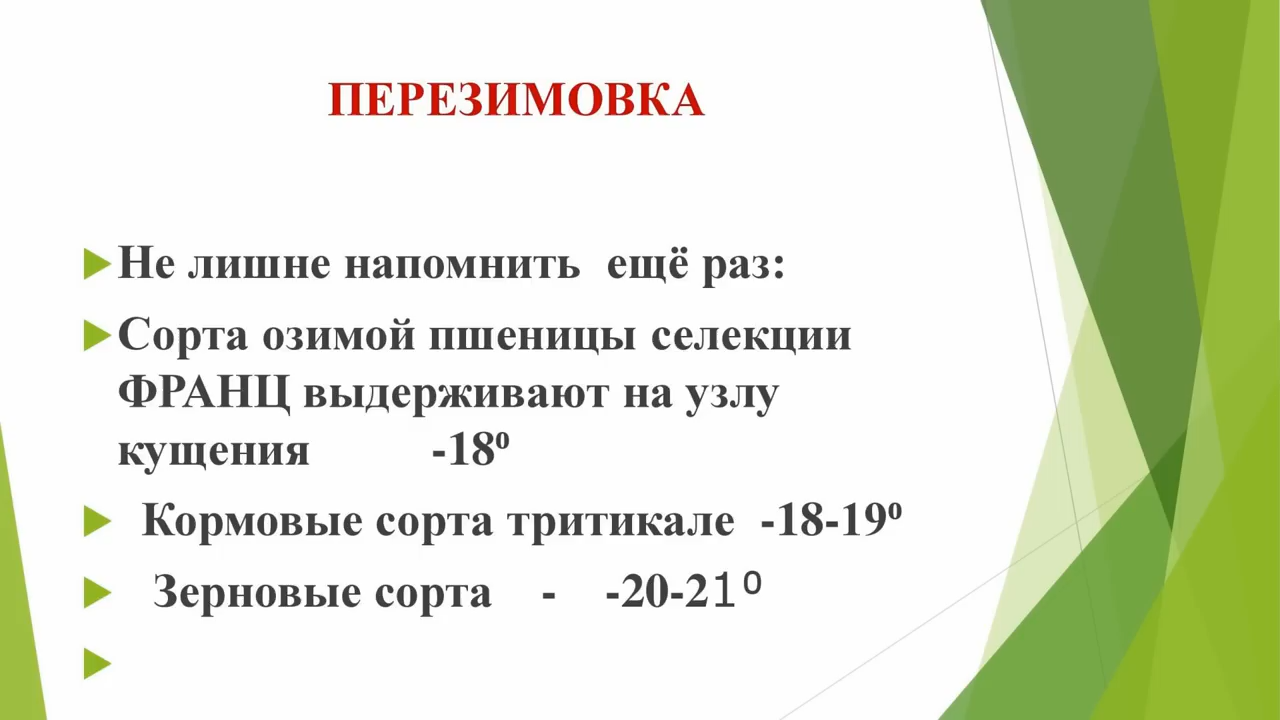 ПЕРЕЗИМОВКА
Не лишне напомнить ещё раз:
Сорта озимой пшеницы селекции
ФРАНЦ выдерживают на узлу
кущения -18º
Кормовые сорта тритикале -18-19º
Зерновые сорта - -20-21º